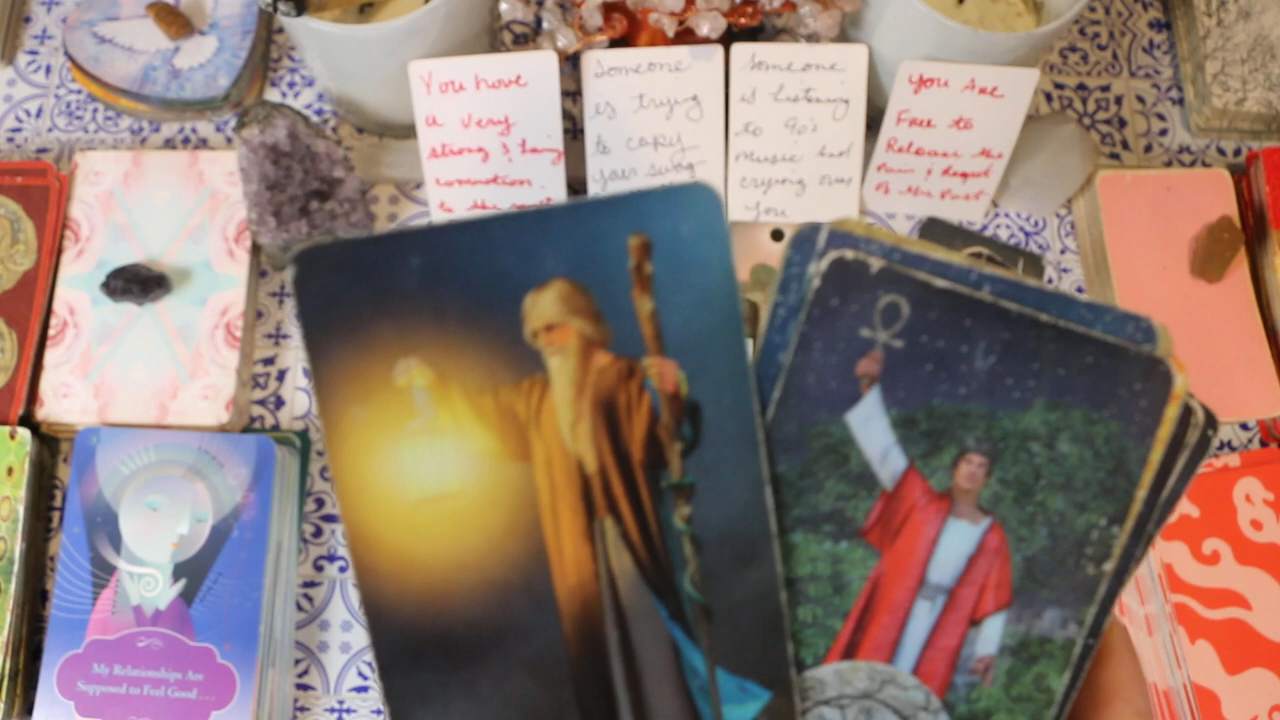 You have
a very
strong & living
connection
to the
Someone
is trying
to copy
your swag
Someone
is listening
to 90's
Music and
crying over
You
You Are
Free to
Release the
Pain & Regret
of the Past
My Relationships Are
Supposed to Feel Good....